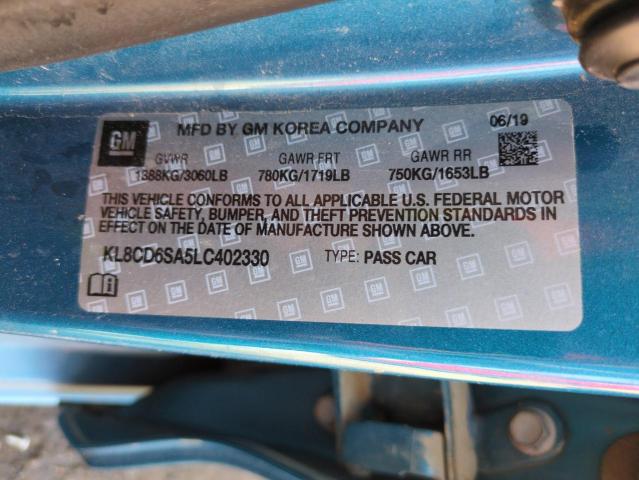 GM
MFD BY GM KOREA COMPANY 06/19
GVWR GAWR FRT GAWR RR
1388KG/3060LB 780KG/1719LB 750KG/1653LB
THIS VEHICLE CONFORMS TO ALL APPLICABLE U.S. FEDERAL MOTOR
VEHICLE SAFETY, BUMPER, AND THEFT PREVENTION STANDARDS IN
EFFECT ON THE DATE OF MANUFACTURE SHOWN ABOVE.
KL8CD6SA5LC402330 TYPE: PASS CAR